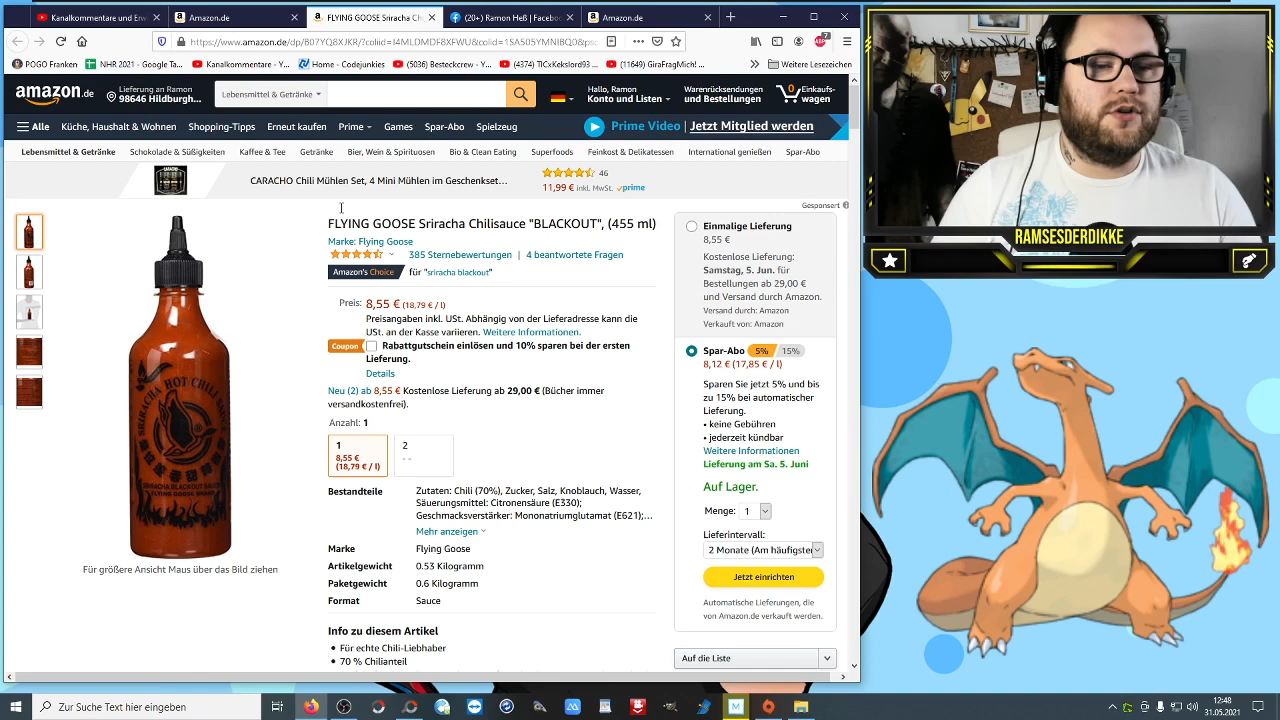 Kanalkommentare und Erw
Amazon.de
FLYING GOOSE Sriracha Ch
(20+) Ramon Heß | Faceboo
Amazon.de
https://www.amazon.de/dp/B07YQ8XJKR/?coliid=I4MLDMDF8XFWU&colid=1SA505YMNIBQ0&psc
POGO Franken
NHR 2021 - Google Ta
Kanalkommentare - Y
Home - Codejunkies
(5036) Besteckcrew - Y
(4374) TiCxKekslord93
(11649) GiraFragMich! -
Weitere Lesezeichen
amazon.de
Lieferung an Ramon
98646 Hildburgh...
Lebensmittel & Getränke
Hallo, Ramon
Konto und Listen
Warenrücksendungen
und Bestellungen
0
Einkaufs-
wagen
Alle
Küche, Haushalt & Wohnen
Shopping-Tipps
Erneut kaufen
Prime
Games
Spar-Abo
Spielzeug
Prime Video | Jetzt Mitglied werden
Lebensmittel & Getränke
Schokolade & Süßigkeiten
Kaffee & Tee
Getränke
Bier, Wein & Spirituosen
Bio & Clean Eating
Superfoods
Feinkost & Delikatessen
International genießen
Spar-Abo
CARACHO Chili Mühlen Set, 4 Mini Mühlen im Geschenkset...
46
11,99 € inkl. MwSt. prime
Gesponsert
FLYING GOOSE Sriracha Chilisauce "BLACKOUT", (455 ml)
Marke: Flying Goose
385 Sternebewertungen | 4 beantwortete Fragen
Amazon's Choice für "sriracha blackout"
Preis: 8,55 € (18,79 € / l)
Preisangaben inkl. USt. Abhängig von der Lieferadresse kann die
USt. an der Kasse variieren. Weitere Informationen.
Coupon Rabattgutschein einlösen und 10% sparen bei der ersten
Lieferung.
Details
Neu (2) ab 8,55 € Kostenlose Lieferung ab 29,00 € (Bücher immer
versandkostenfrei).
Anzahl: 1
1
8,55 €
(18,79 € / l)
2
- -
Bestandteile
Zutaten: Chili (70%), Zucker, Salz, Knoblauch, Wasser,
Säuerungsmittel: Citronensäure (E330);
Geschmacksverstärker: Mononatriumglutamat (E621);...
Mehr anzeigen
Marke Flying Goose
Artikelgewicht 0.53 Kilogramm
Paketgewicht 0.6 Kilogramm
Format Sauce
Info zu diesem Artikel
• Für echte Chili-Liebhaber
• 70 % Chilianteil
SRIRACHA HOT CHILI
SRIRACHA BLACKOUT SAUCE
FLYING GOOSE BRAND
Für größere Ansicht Maus über das Bild ziehen
Einmalige Lieferung
8,55 €
Kostenlose Lieferung:
Samstag, 5. Jun. für
Bestellungen ab 29,00 €
und Versand durch Amazon.
Versand durch: Amazon
Verkauft von: Amazon
Spar-Abo 5% 15%
8,12 € (17,85 € / l)
Sparen Sie jetzt 5% und bis
zu 15% bei automatischer
Lieferung.
• keine Gebühren
• jederzeit kündbar
Weitere Informationen
Lieferung am Sa. 5. Juni
Auf Lager.
Menge: 1
Lieferintervall:
2 Monate (Am häufigster
Jetzt einrichten
Automatische Lieferungen, die
von Amazon.de verkauft werden.
Auf die Liste
RAMSESDERDIKKE
Zur Suche Text hier eingeben
12:48
31.05.2021